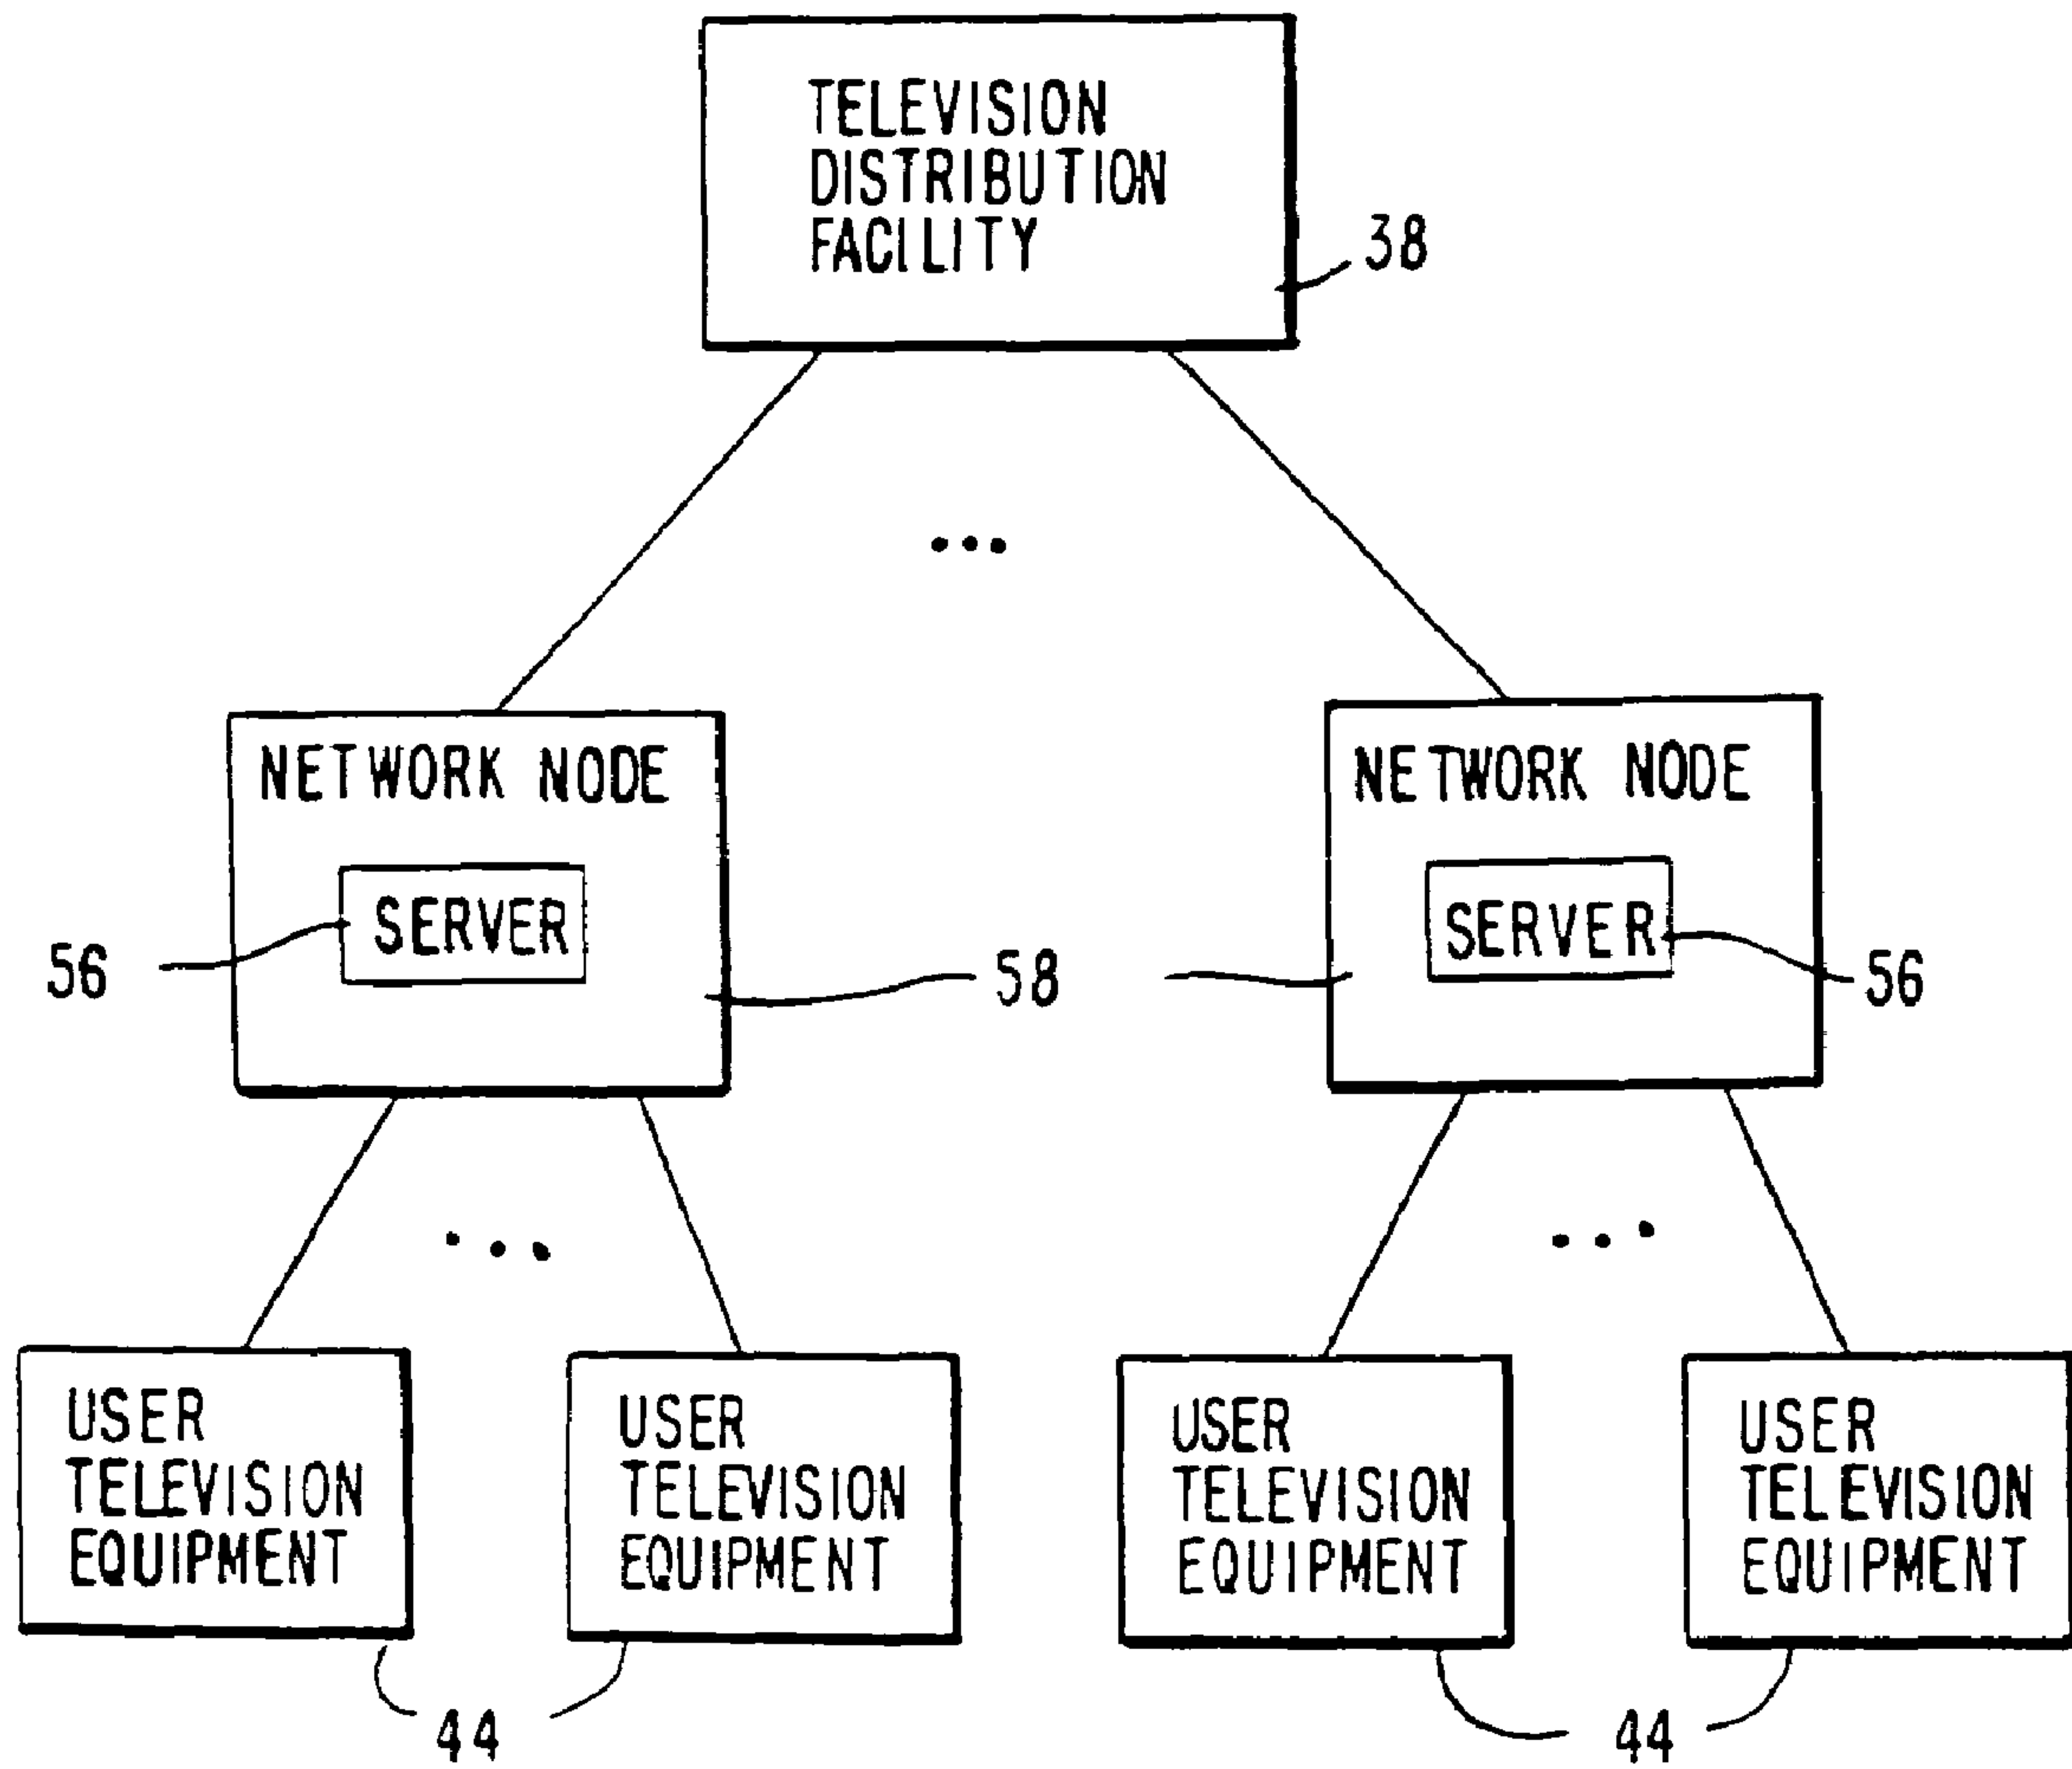 TELEVISION
DISTRIBUTION
FACILITY
38
NETWORK NODE
SERVER
56
58
NETWORK NODE
SERVER
56
USER
TELEVISION
EQUIPMENT
USER
TELEVISION
EQUIPMENT
44
USER
TELEVISION
EQUIPMENT
USER
TELEVISION
EQUIPMENT
44